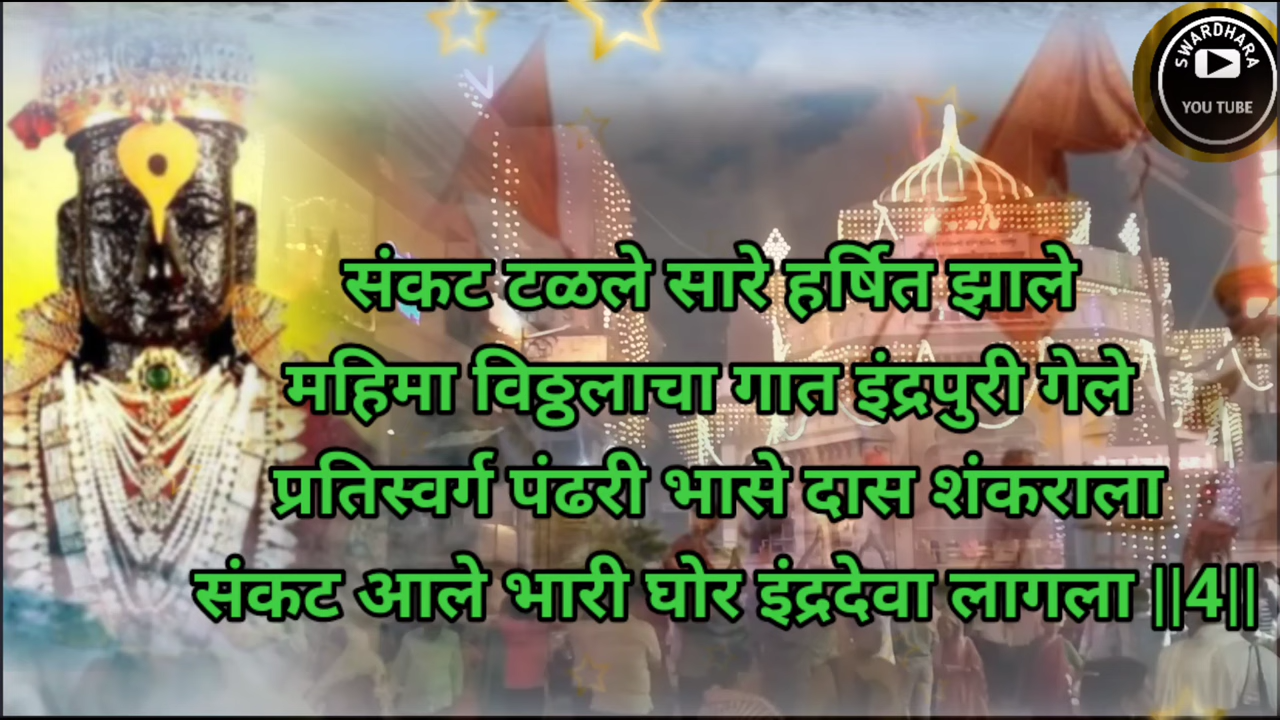 SWARDHARA
YOU TUBE
संकट टळले सारे हर्षित झाले
महिमा विठ्ठलाचा गात इंद्रपुरी गेले
प्रतिस्वर्ग पंढरी भासे दास शंकराला
संकट आले भारी घोर इंद्रदेवा लागला ||4||